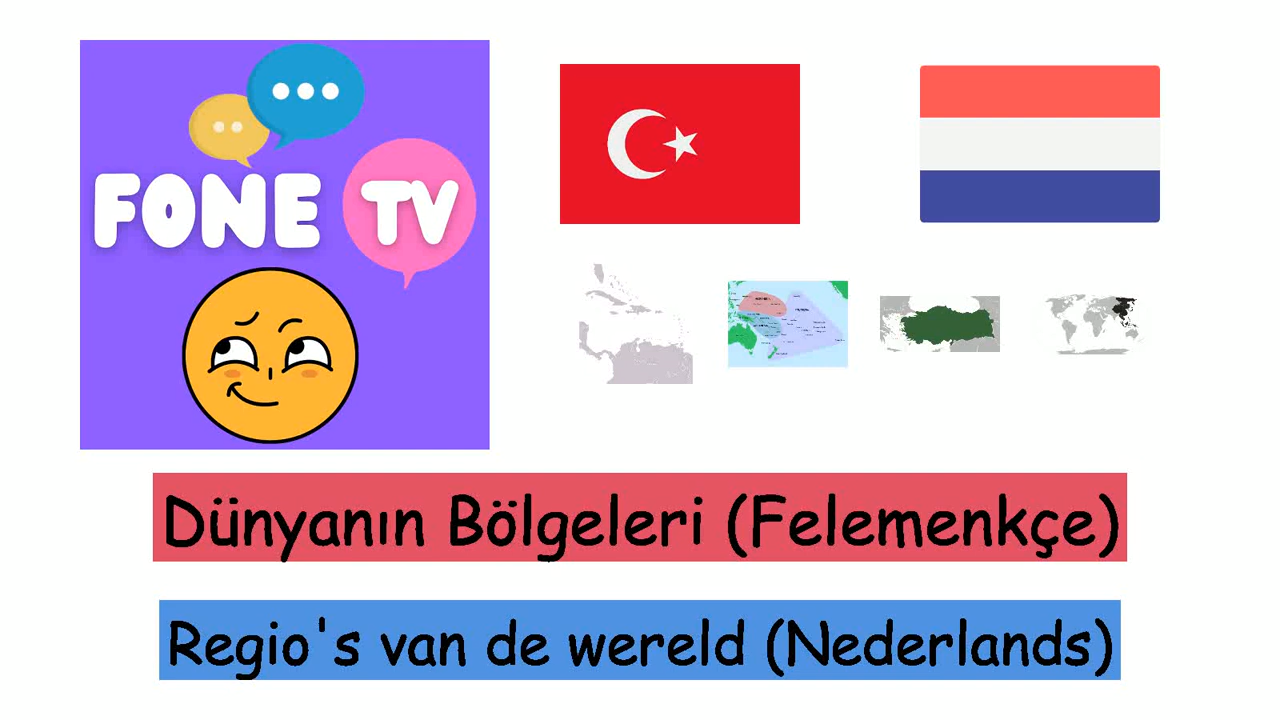 FONE TV
Dünyanın Bölgeleri (Felemenkçe)
Regio's van de wereld (Nederlands)